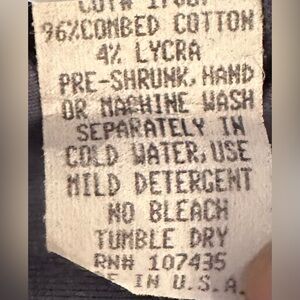 CUT#
96%COMBED COTTON
4% LYCRA
PRE-SHRUNK, HAND
OR MACHINE WASH
SEPARATELY IN
COLD WATER, USE
MILD DETERGENT
NO BLEACH
TUMBLE DRY
RN# 107435
IN U.S.A.